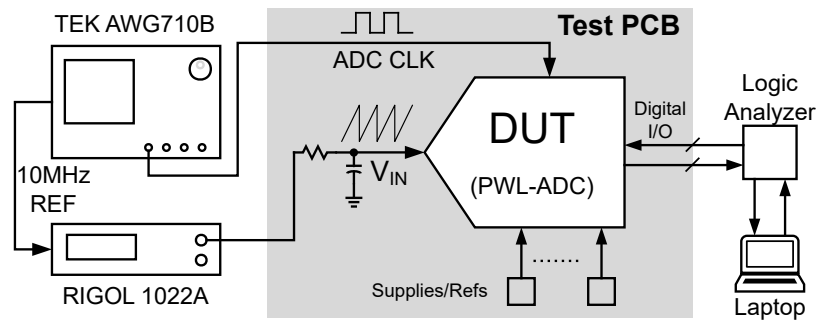 TEK AWG710B
Test PCB
ADC CLK
Logic
Analyzer
Digital
I/O
DUT
(PWL-ADC)
VIN
10MHz
REF
RIGOL 1022A
Supplies/Refs
........
Laptop